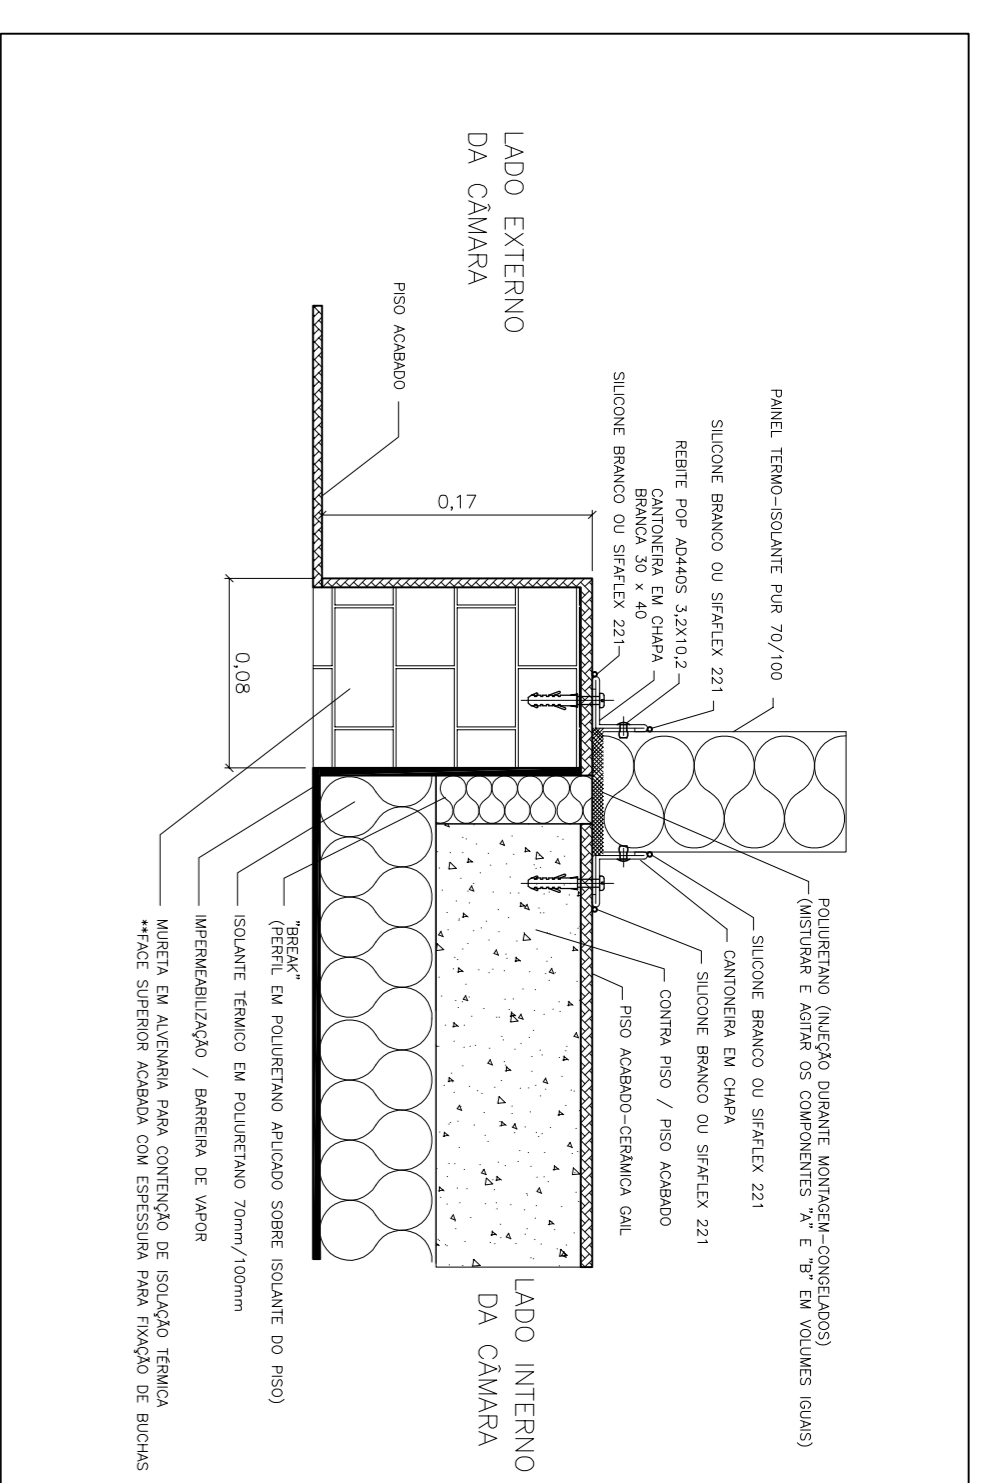 LADO EXTERNO
DA CÂMARA
PISO ACABADO
PAINEL TERMO-ISOLANTE PUR 70/100
SILICONE BRANCO OU SIFAFLEX 221
REBITE POP AD440S 3,2X10,2
CANTONEIRA EM CHAPA
BRANCA 30 x 40
SILICONE BRANCO OU SIFAFLEX 221
0,17
0,08
POLIURETANO (INJEÇÃO DURANTE MONTAGEM-CONGELADOS)
(MISTURAR E AGITAR OS COMPONENTES "A" E "B" EM VOLUMES IGUAIS)
SILICONE BRANCO OU SIFAFLEX 221
CANTONEIRA EM CHAPA
SILICONE BRANCO OU SIFAFLEX 221
CONTRA PISO / PISO ACABADO
PISO ACABADO-CERÂMICA GAIL
LADO INTERNO
DA CÂMARA
"BREAK"
(PERFIL EM POLIURETANO APLICADO SOBRE ISOLANTE DO PISO)
ISOLANTE TÉRMICO EM POLIURETANO 70mm/100mm
IMPERMEABILIZAÇÃO / BARREIRA DE VAPOR
MURETA EM ALVENARIA PARA CONTENÇÃO DE ISOLAÇÃO TÉRMICA
**FACE SUPERIOR ACABADA COM ESPESSURA PARA FIXAÇÃO DE BUCHAS